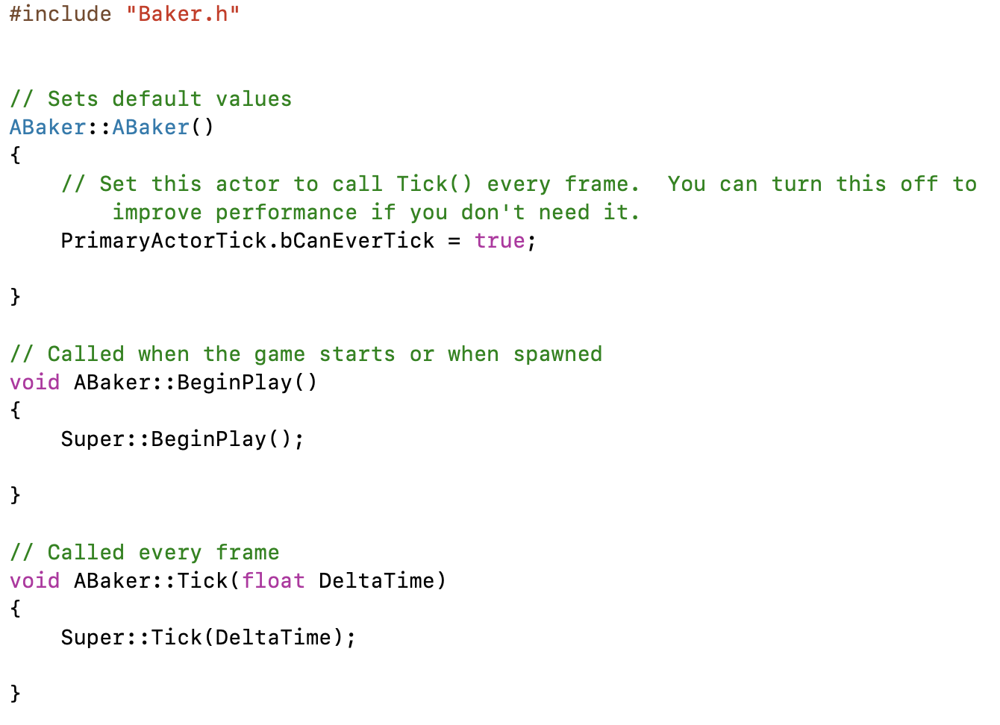 #include "Baker.h"
// Sets default values
ABaker::ABaker()
{
    // Set this actor to call Tick() every frame.  You can turn this off to
        improve performance if you don't need it.
    PrimaryActorTick.bCanEverTick = true;
}
// Called when the game starts or when spawned
void ABaker::BeginPlay()
{
    Super::BeginPlay();
}
// Called every frame
void ABaker::Tick(float DeltaTime)
{
    Super::Tick(DeltaTime);
}